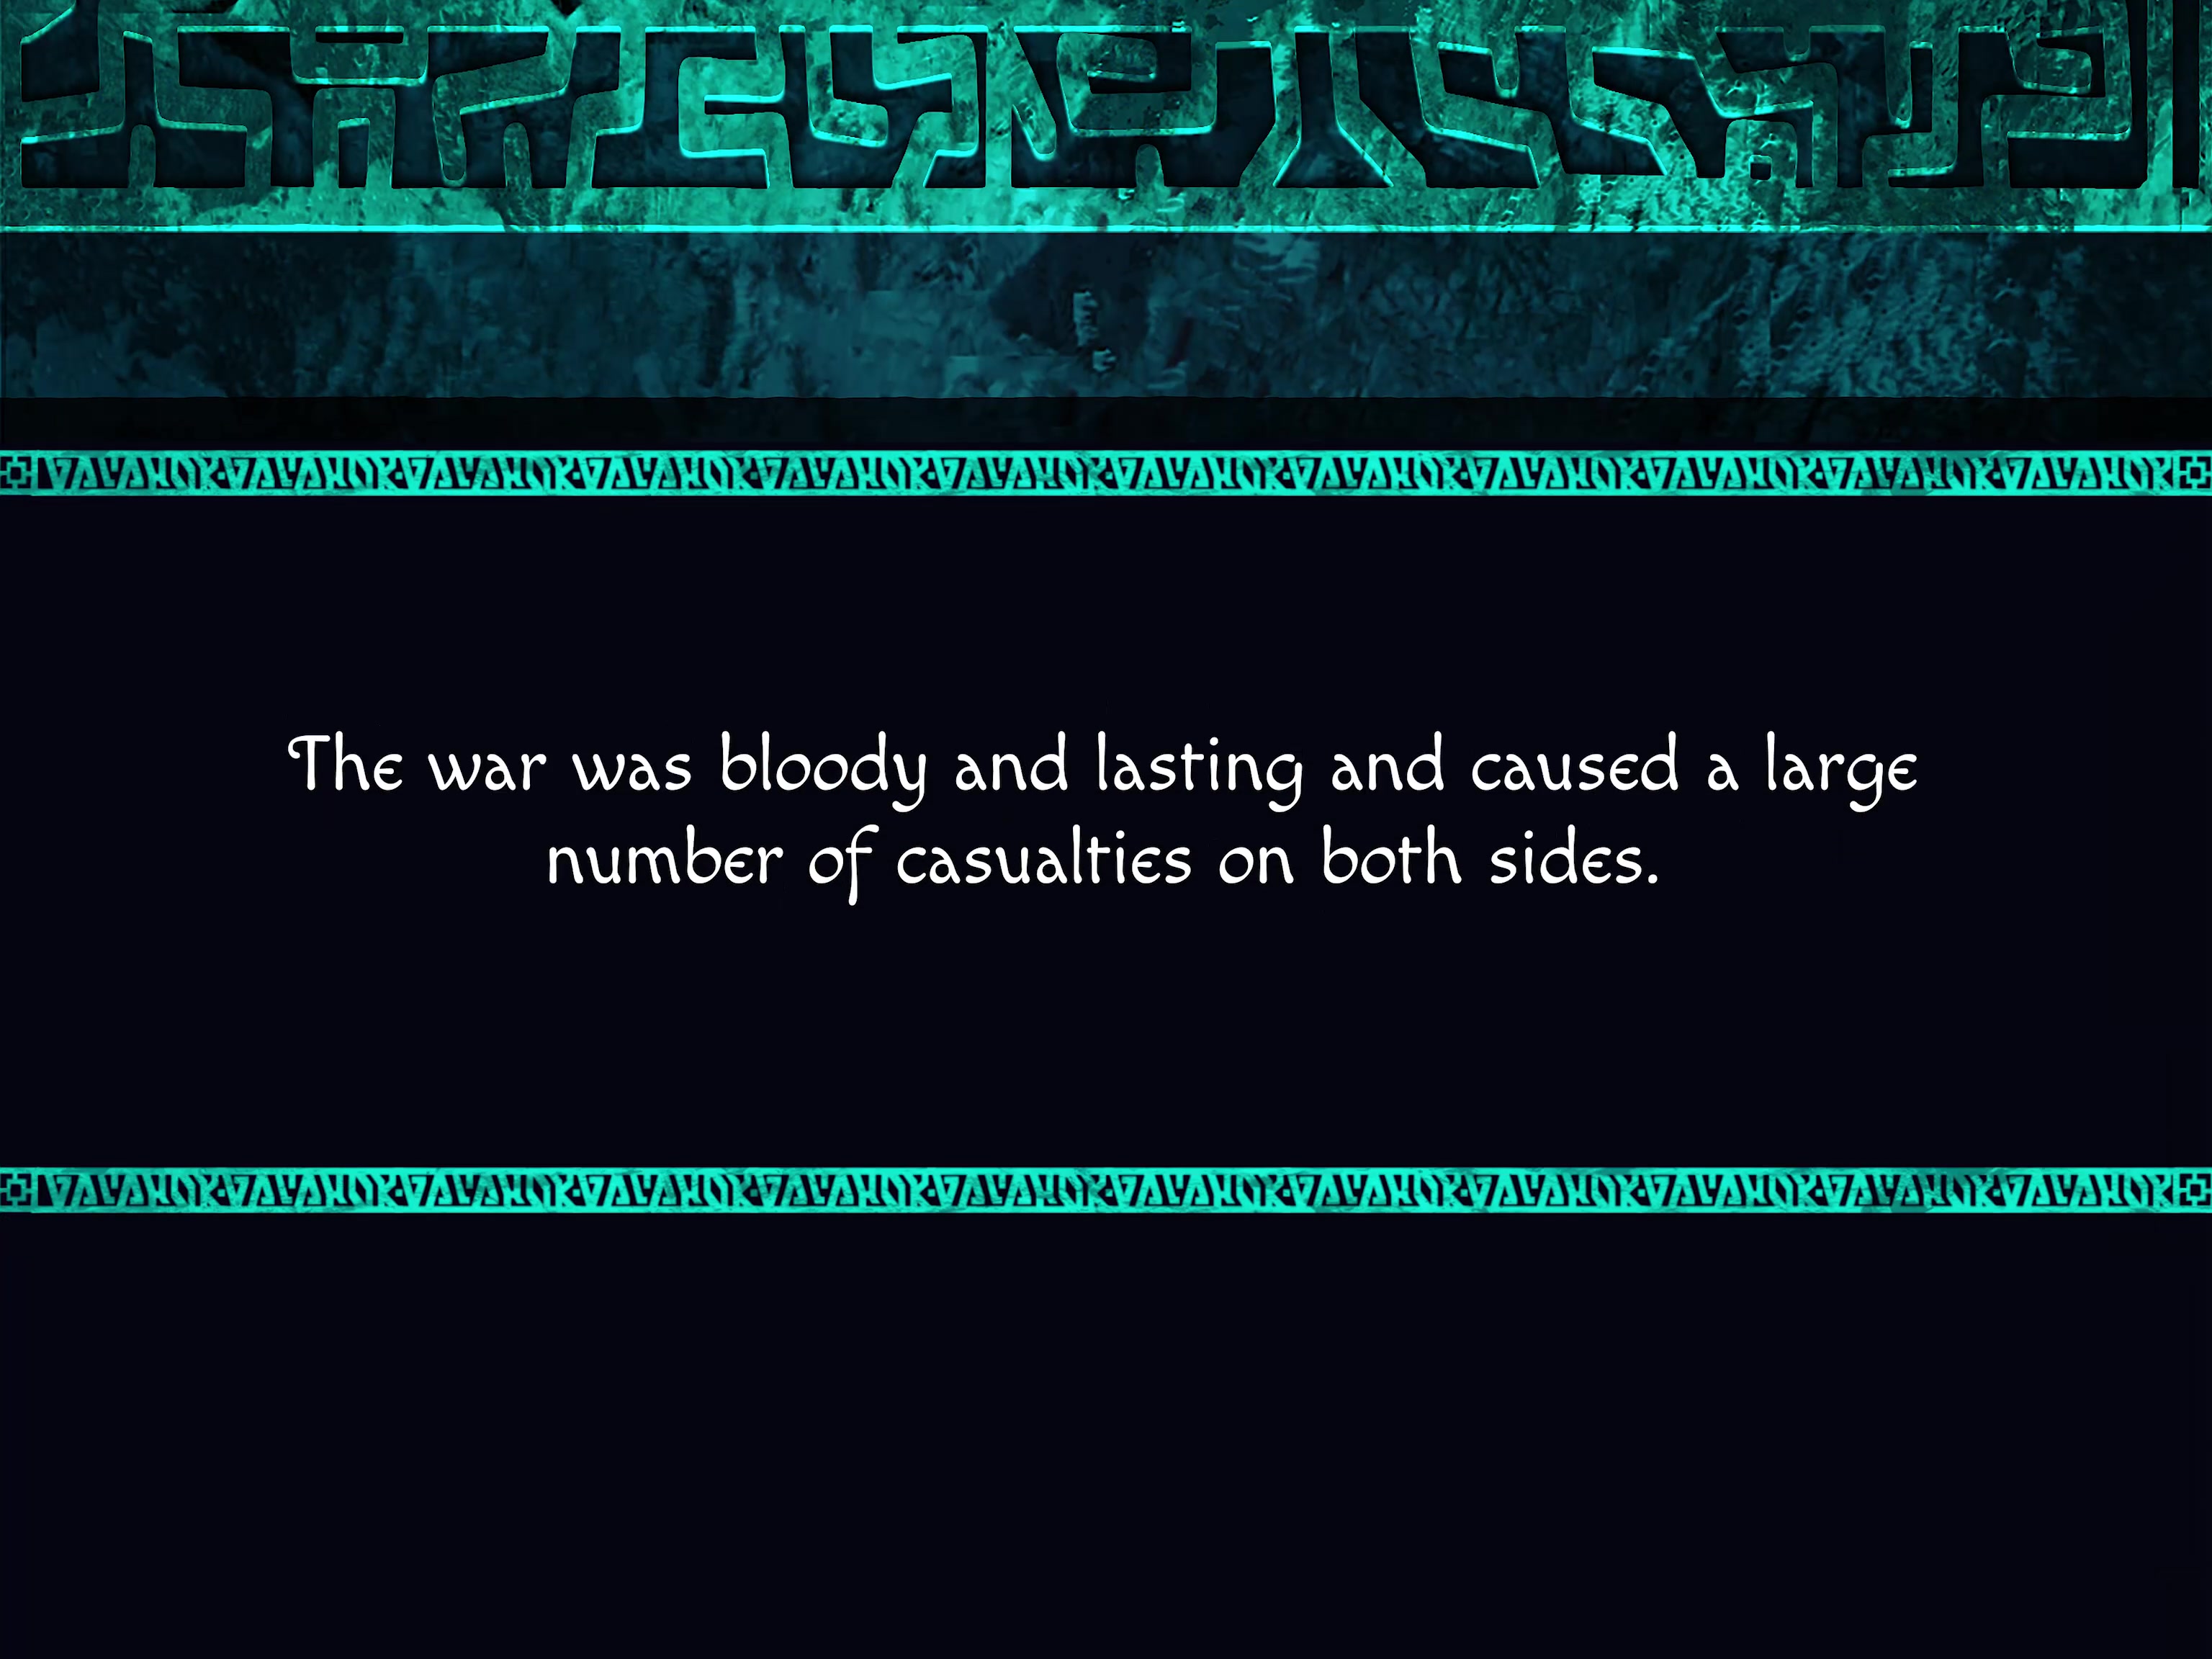 The war was bloody and lasting and caused a large
number of casualties on both sides.